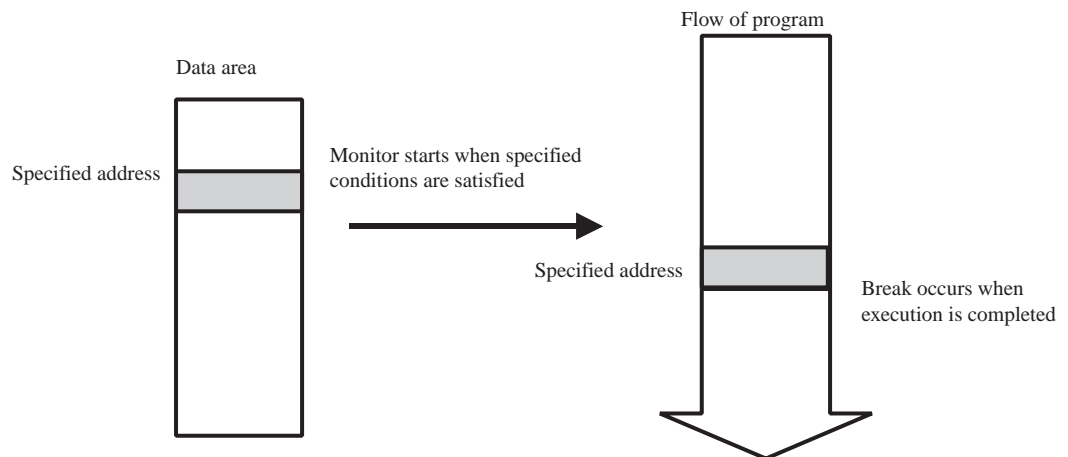 Flow of program
Data area
Specified address
Monitor starts when specified
conditions are satisfied
Specified address
Break occurs when
execution is completed